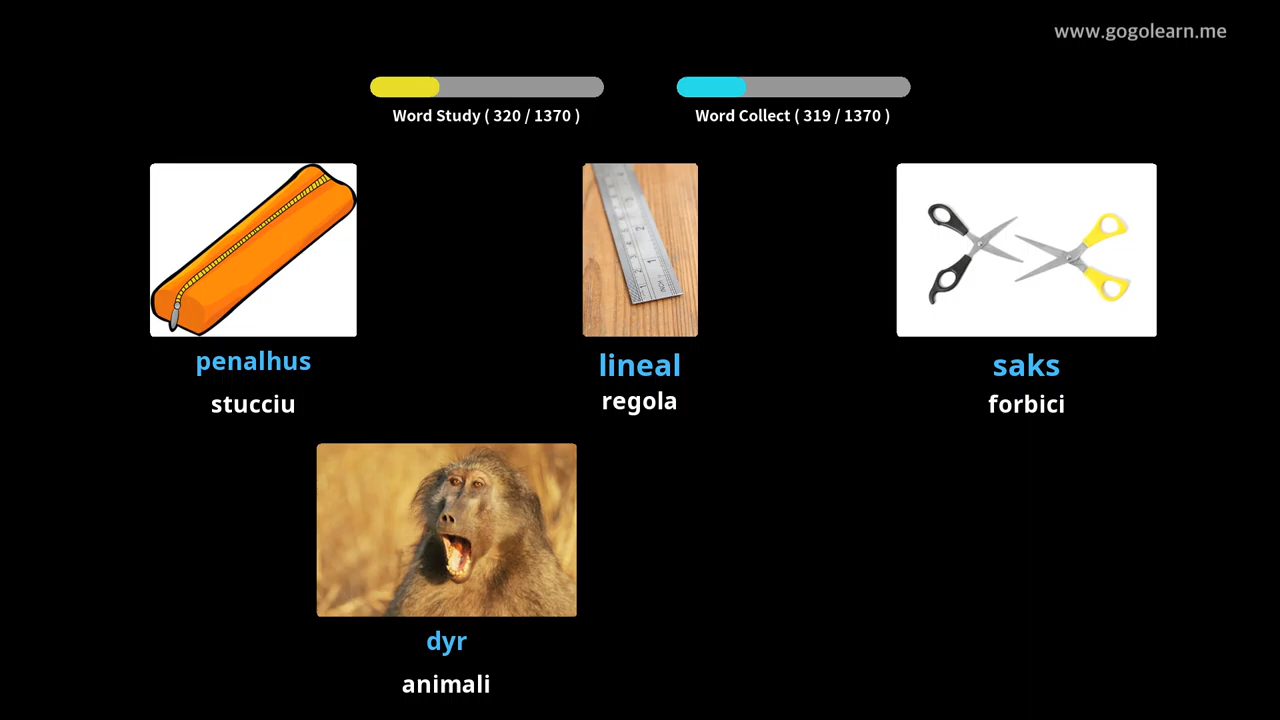 www.gogolearn.me
Word Study ( 320 / 1370 )
Word Collect ( 319 / 1370 )
penalhus
stucciu
lineal
regola
saks
forbici
dyr
animali